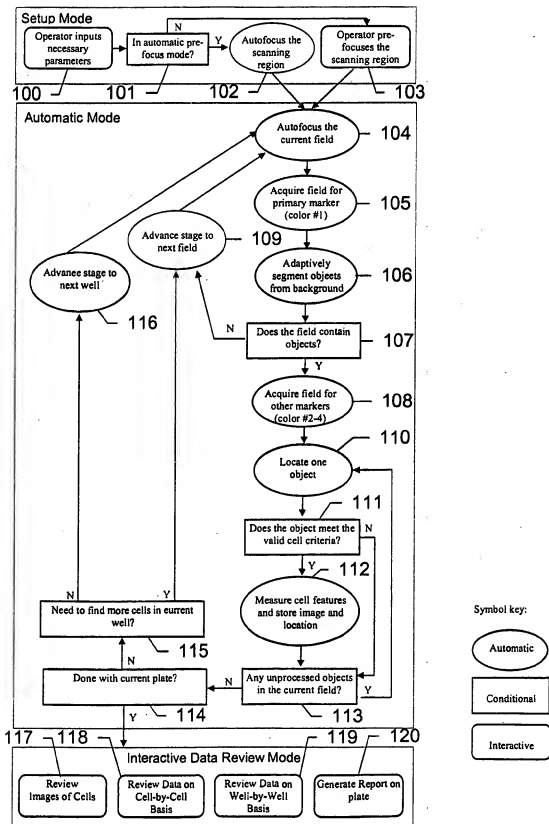 Setup Mode
Operator inputs
necessary
parameters
100
In automatic pre-
focus mode?
101
N
Y
Autofocus the
scanning
region
102
Operator pre-
focuses the
scanning region
103
Automatic Mode
Autofocus the
current field
104
Acquire field for
primary marker
(color #1)
105
Adaptively
segment objects
from background
106
Does the field contain
objects?
107
N
Y
Advance stage to
next field
109
Advance stage to
next well
116
Acquire field for
other markers
(color #2-4)
108
Locate one
object
110
Does the object meet the
valid cell criteria?
111
N
Y
Measure cell features
and store image and
location
112
Any unprocessed objects
in the current field?
113
N
Y
Need to find more cells in current
well?
115
N
Y
Done with current plate?
114
N
Y
Interactive Data Review Mode
117
Review
Images of Cells
118
Review Data on
Cell-by-Cell
Basis
119
Review Data on
Well-by-Well
Basis
120
Generate Report on
plate
Symbol key:
Automatic
Conditional
Interactive